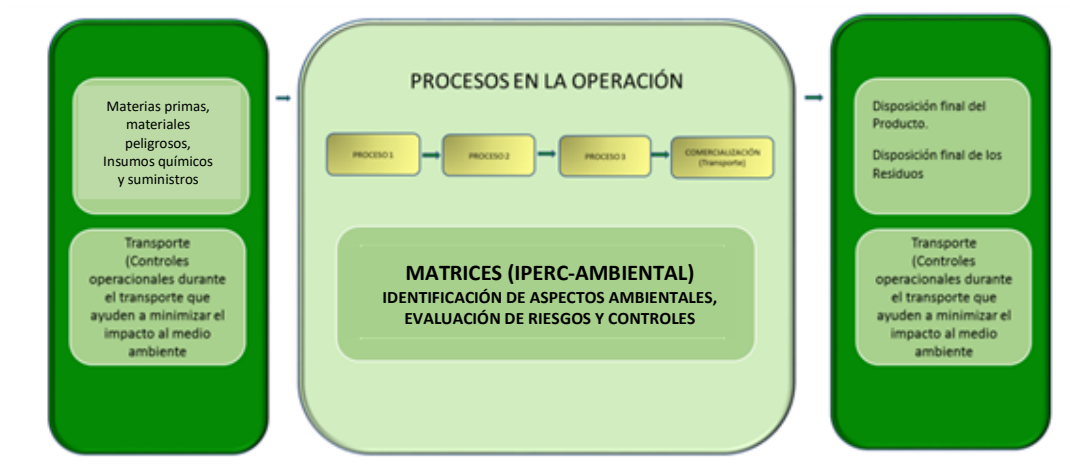 Materias primas,
materiales
peligrosos,
Insumos químicos
y suministros
Transporte
(Controles
operacionales durante
el transporte que
ayuden a minimizar el
impacto al medio
ambiente
PROCESOS EN LA OPERACIÓN
PROCESO 1
PROCESO 2
PROCESO 3
COMERCIALIZACIÓN
(Transporte)
MATRICES (IPERC-AMBIENTAL)
IDENTIFICACIÓN DE ASPECTOS AMBIENTALES,
EVALUACIÓN DE RIESGOS Y CONTROLES
Disposición final del
Producto.
Disposición final de los
Residuos
Transporte
(Controles
operacionales durante
el transporte que
ayuden a minimizar el
impacto al medio
ambiente